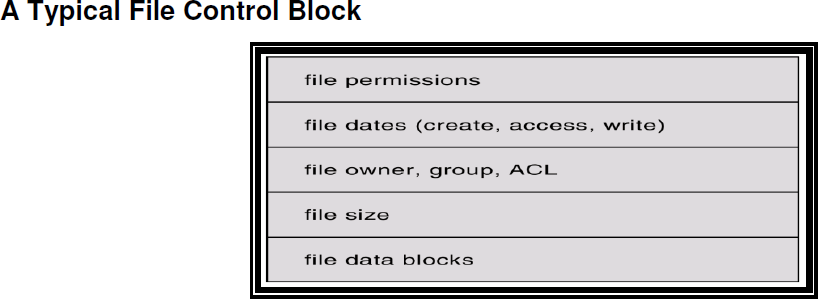 A Typical File Control Block
file permissions
file dates (create, access, write)
file owner, group, ACL
file size
file data blocks